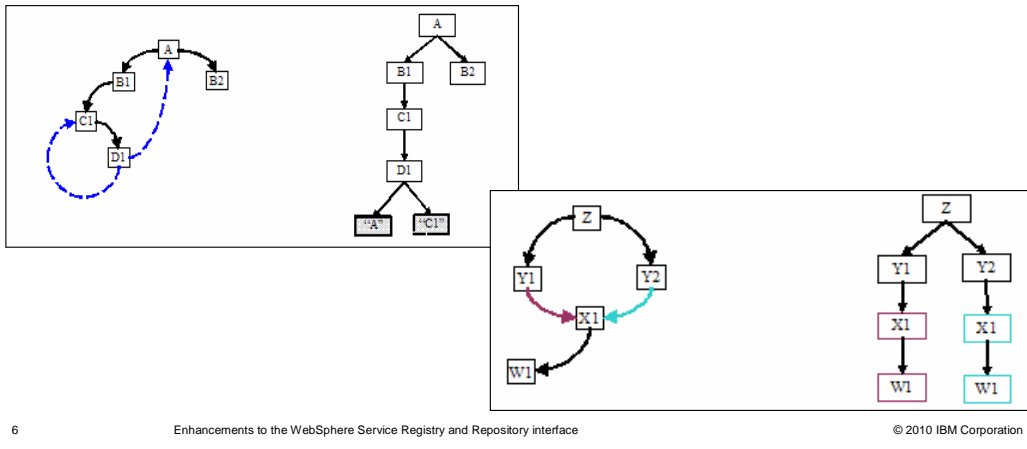 A
B1
B2
C1
D1
A
B1
B2
C1
D1
"A"
"C1"
Z
Y1
Y2
X1
W1
Z
Y1
Y2
X1
X1
W1
W1
6
Enhancements to the WebSphere Service Registry and Repository interface
© 2010 IBM Corporation